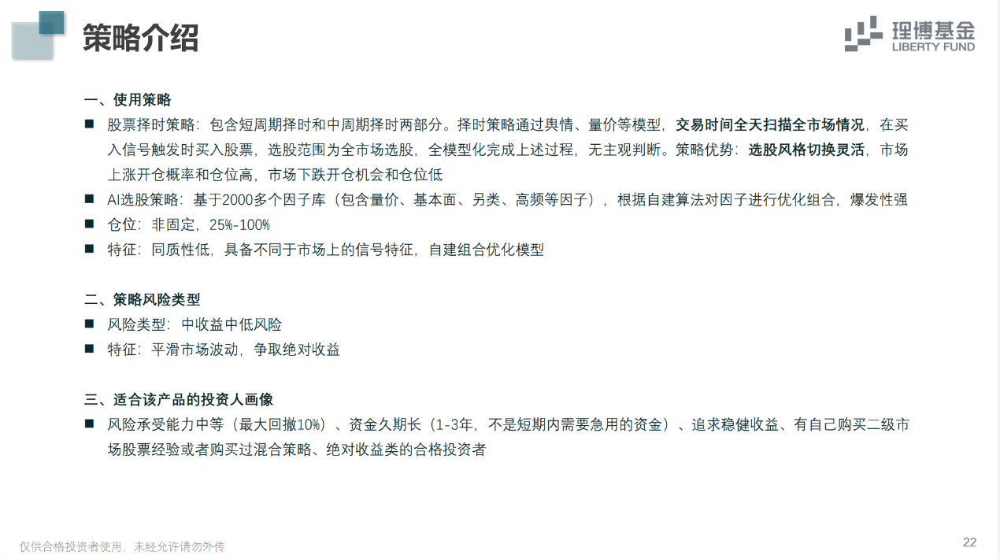 策略介绍
理博基金
LIBERTY FUND
一、使用策略
■ 股票择时策略：包含短周期择时和中周期择时两部分。择时策略通过舆情、量价等模型，交易时间全天扫描全市场情况，在买
入信号触发时买入股票，选股范围为全市场选股，全模型化完成上述过程，无主观判断。策略优势：选股风格切换灵活，市场
上涨开仓概率和仓位高，市场下跌开仓机会和仓位低
■ AI选股策略：基于2000多个因子库（包含量价、基本面、另类、高频等因子），根据自建算法对因子进行优化组合，爆发性强
■ 仓位：非固定，25%-100%
■ 特征：同质性低，具备不同于市场上的信号特征，自建组合优化模型
二、策略风险类型
■ 风险类型：中收益中低风险
■ 特征：平滑市场波动，争取绝对收益
三、适合该产品的投资人画像
■ 风险承受能力中等（最大回撤10%）、资金久期长（1-3年，不是短期内需要急用的资金）、追求稳健收益、有自己购买二级市
场股票经验或者购买过混合策略、绝对收益类的合格投资者
仅供合格投资者使用，未经允许请勿外传
22